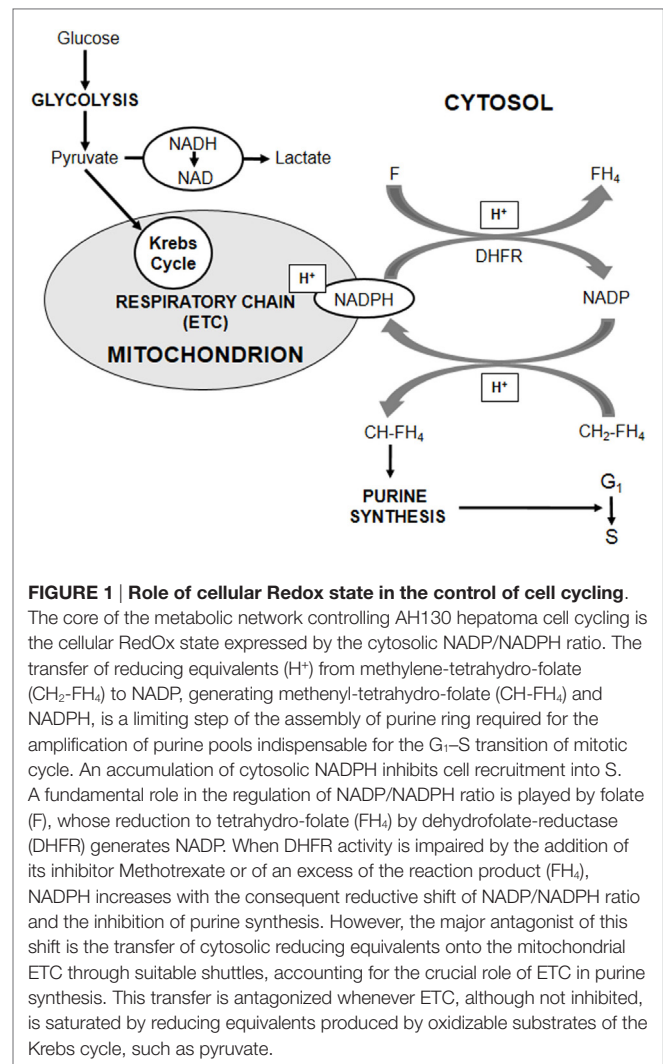 Glucose
GLYCOLYSIS
Pyruvate
NADH
NAD
Lactate
Krebs
Cycle
H⁺
RESPIRATORY CHAIN
(ETC)
MITOCHONDRION
NADPH
CYTOSOL
F
FH₄
H⁺
DHFR
NADP
H⁺
CH-FH₄
CH₂-FH₄
PURINE
SYNTHESIS
G₁
S
FIGURE 1 | Role of cellular Redox state in the control of cell cycling.
The core of the metabolic network controlling AH130 hepatoma cell cycling is
the cellular RedOx state expressed by the cytosolic NADP/NADPH ratio. The
transfer of reducing equivalents (H⁺) from methylene-tetrahydro-folate
(CH₂-FH₄) to NADP, generating methenyl-tetrahydro-folate (CH-FH₄) and
NADPH, is a limiting step of the assembly of purine ring required for the
amplification of purine pools indispensable for the G₁–S transition of mitotic
cycle. An accumulation of cytosolic NADPH inhibits cell recruitment into S.
A fundamental role in the regulation of NADP/NADPH ratio is played by folate
(F), whose reduction to tetrahydro-folate (FH₄) by dehydrofolate-reductase
(DHFR) generates NADP. When DHFR activity is impaired by the addition of
its inhibitor Methotrexate or of an excess of the reaction product (FH₄),
NADPH increases with the consequent reductive shift of NADP/NADPH ratio
and the inhibition of purine synthesis. However, the major antagonist of this
shift is the transfer of cytosolic reducing equivalents onto the mitochondrial
ETC through suitable shuttles, accounting for the crucial role of ETC in purine
synthesis. This transfer is antagonized whenever ETC, although not inhibited,
is saturated by reducing equivalents produced by oxidizable substrates of the
Krebs cycle, such as pyruvate.